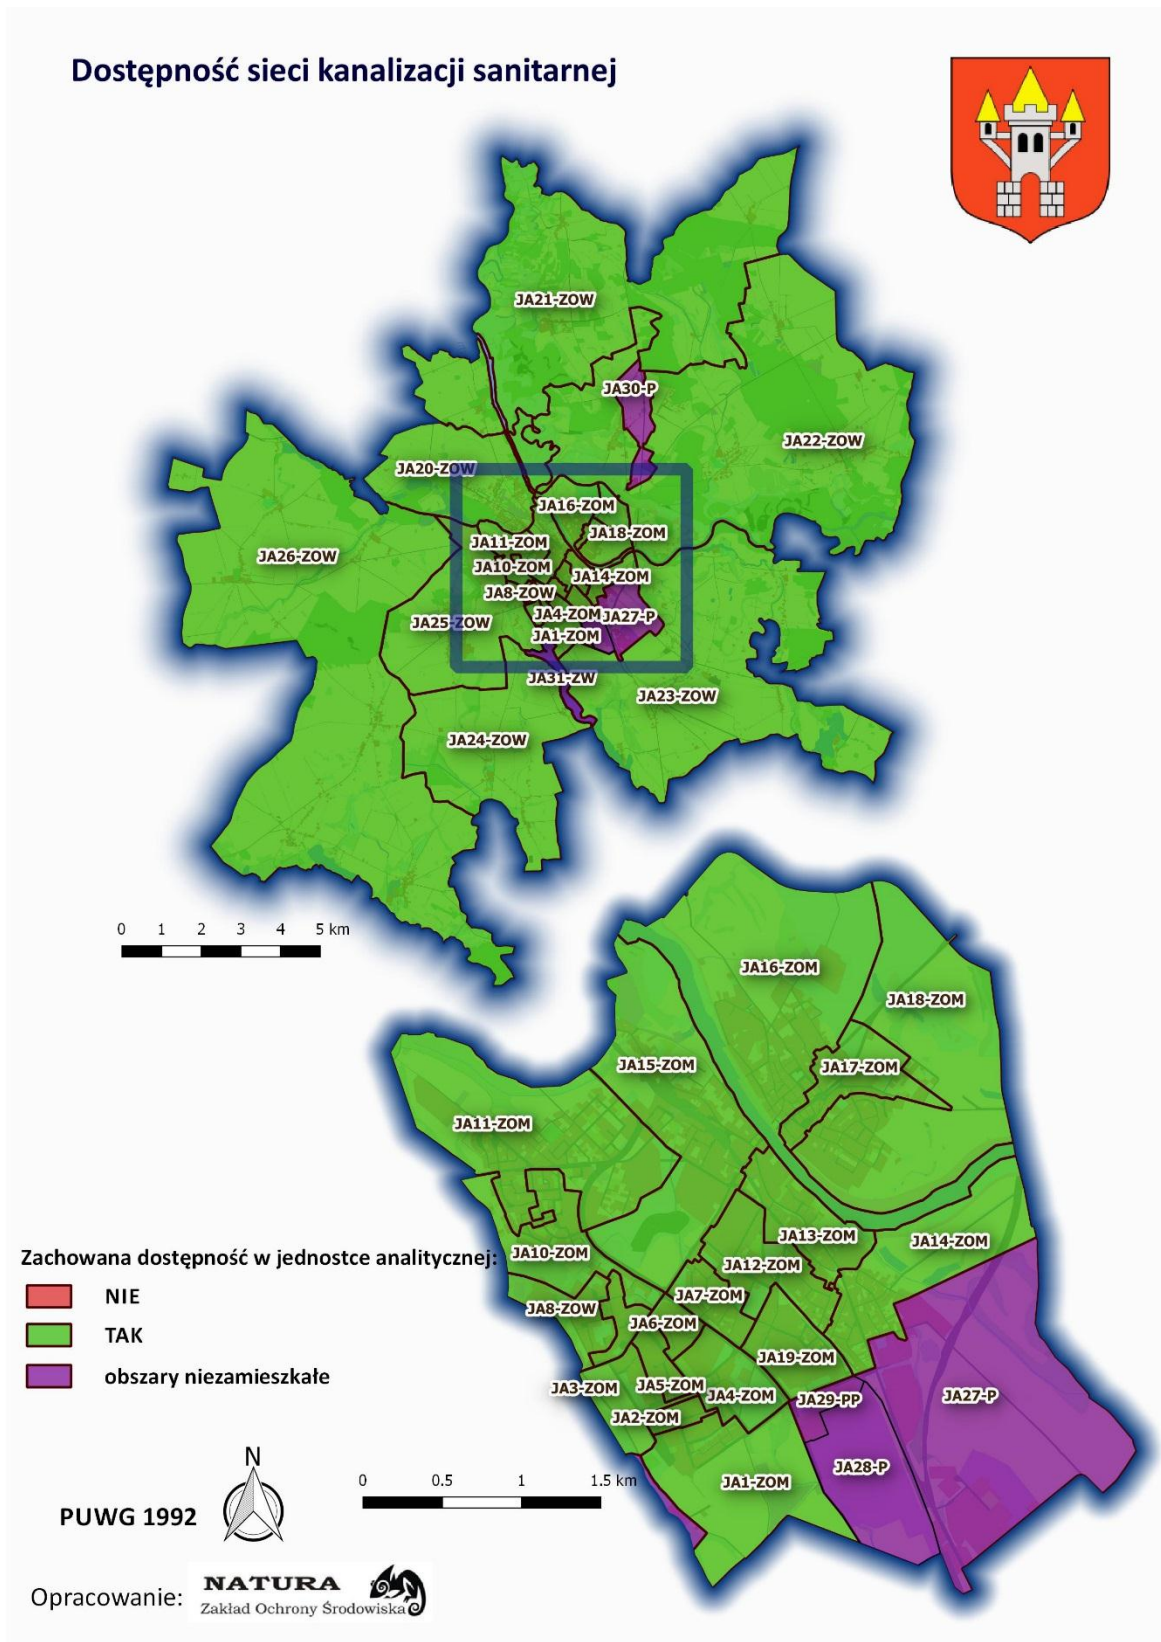 Dostępność sieci kanalizacji sanitarnej
JA21-ZOW
JA30-P
JA22-ZOW
JA20-ZOW
JA16-ZOM
JA18-ZOM
JA11-ZOM
JA26-ZOW
JA10-ZOM
JA14-ZOM
JA8-ZOW
JA4-ZOM
JA27-P
JA25-ZOW
JA1-ZOM
JA31-ZW
JA23-ZOW
JA24-ZOW
0 1 2 3 4 5 km
JA16-ZOM
JA18-ZOM
JA15-ZOM
JA17-ZOM
JA11-ZOM
JA13-ZOM
JA14-ZOM
JA10-ZOM
JA12-ZOM
JA7-ZOM
JA8-ZOW
JA6-ZOM
JA19-ZOM
JA3-ZOM
JA5-ZOM
JA4-ZOM
JA29-PP
JA27-P
JA2-ZOM
JA28-P
JA1-ZOM
Zachowana dostępność w jednostce analitycznej:
NIE
TAK
obszary niezamieszkałe
N
0 0.5 1 1.5 km
PUWG 1992
Opracowanie:
NATURA
Zakład Ochrony Środowiska